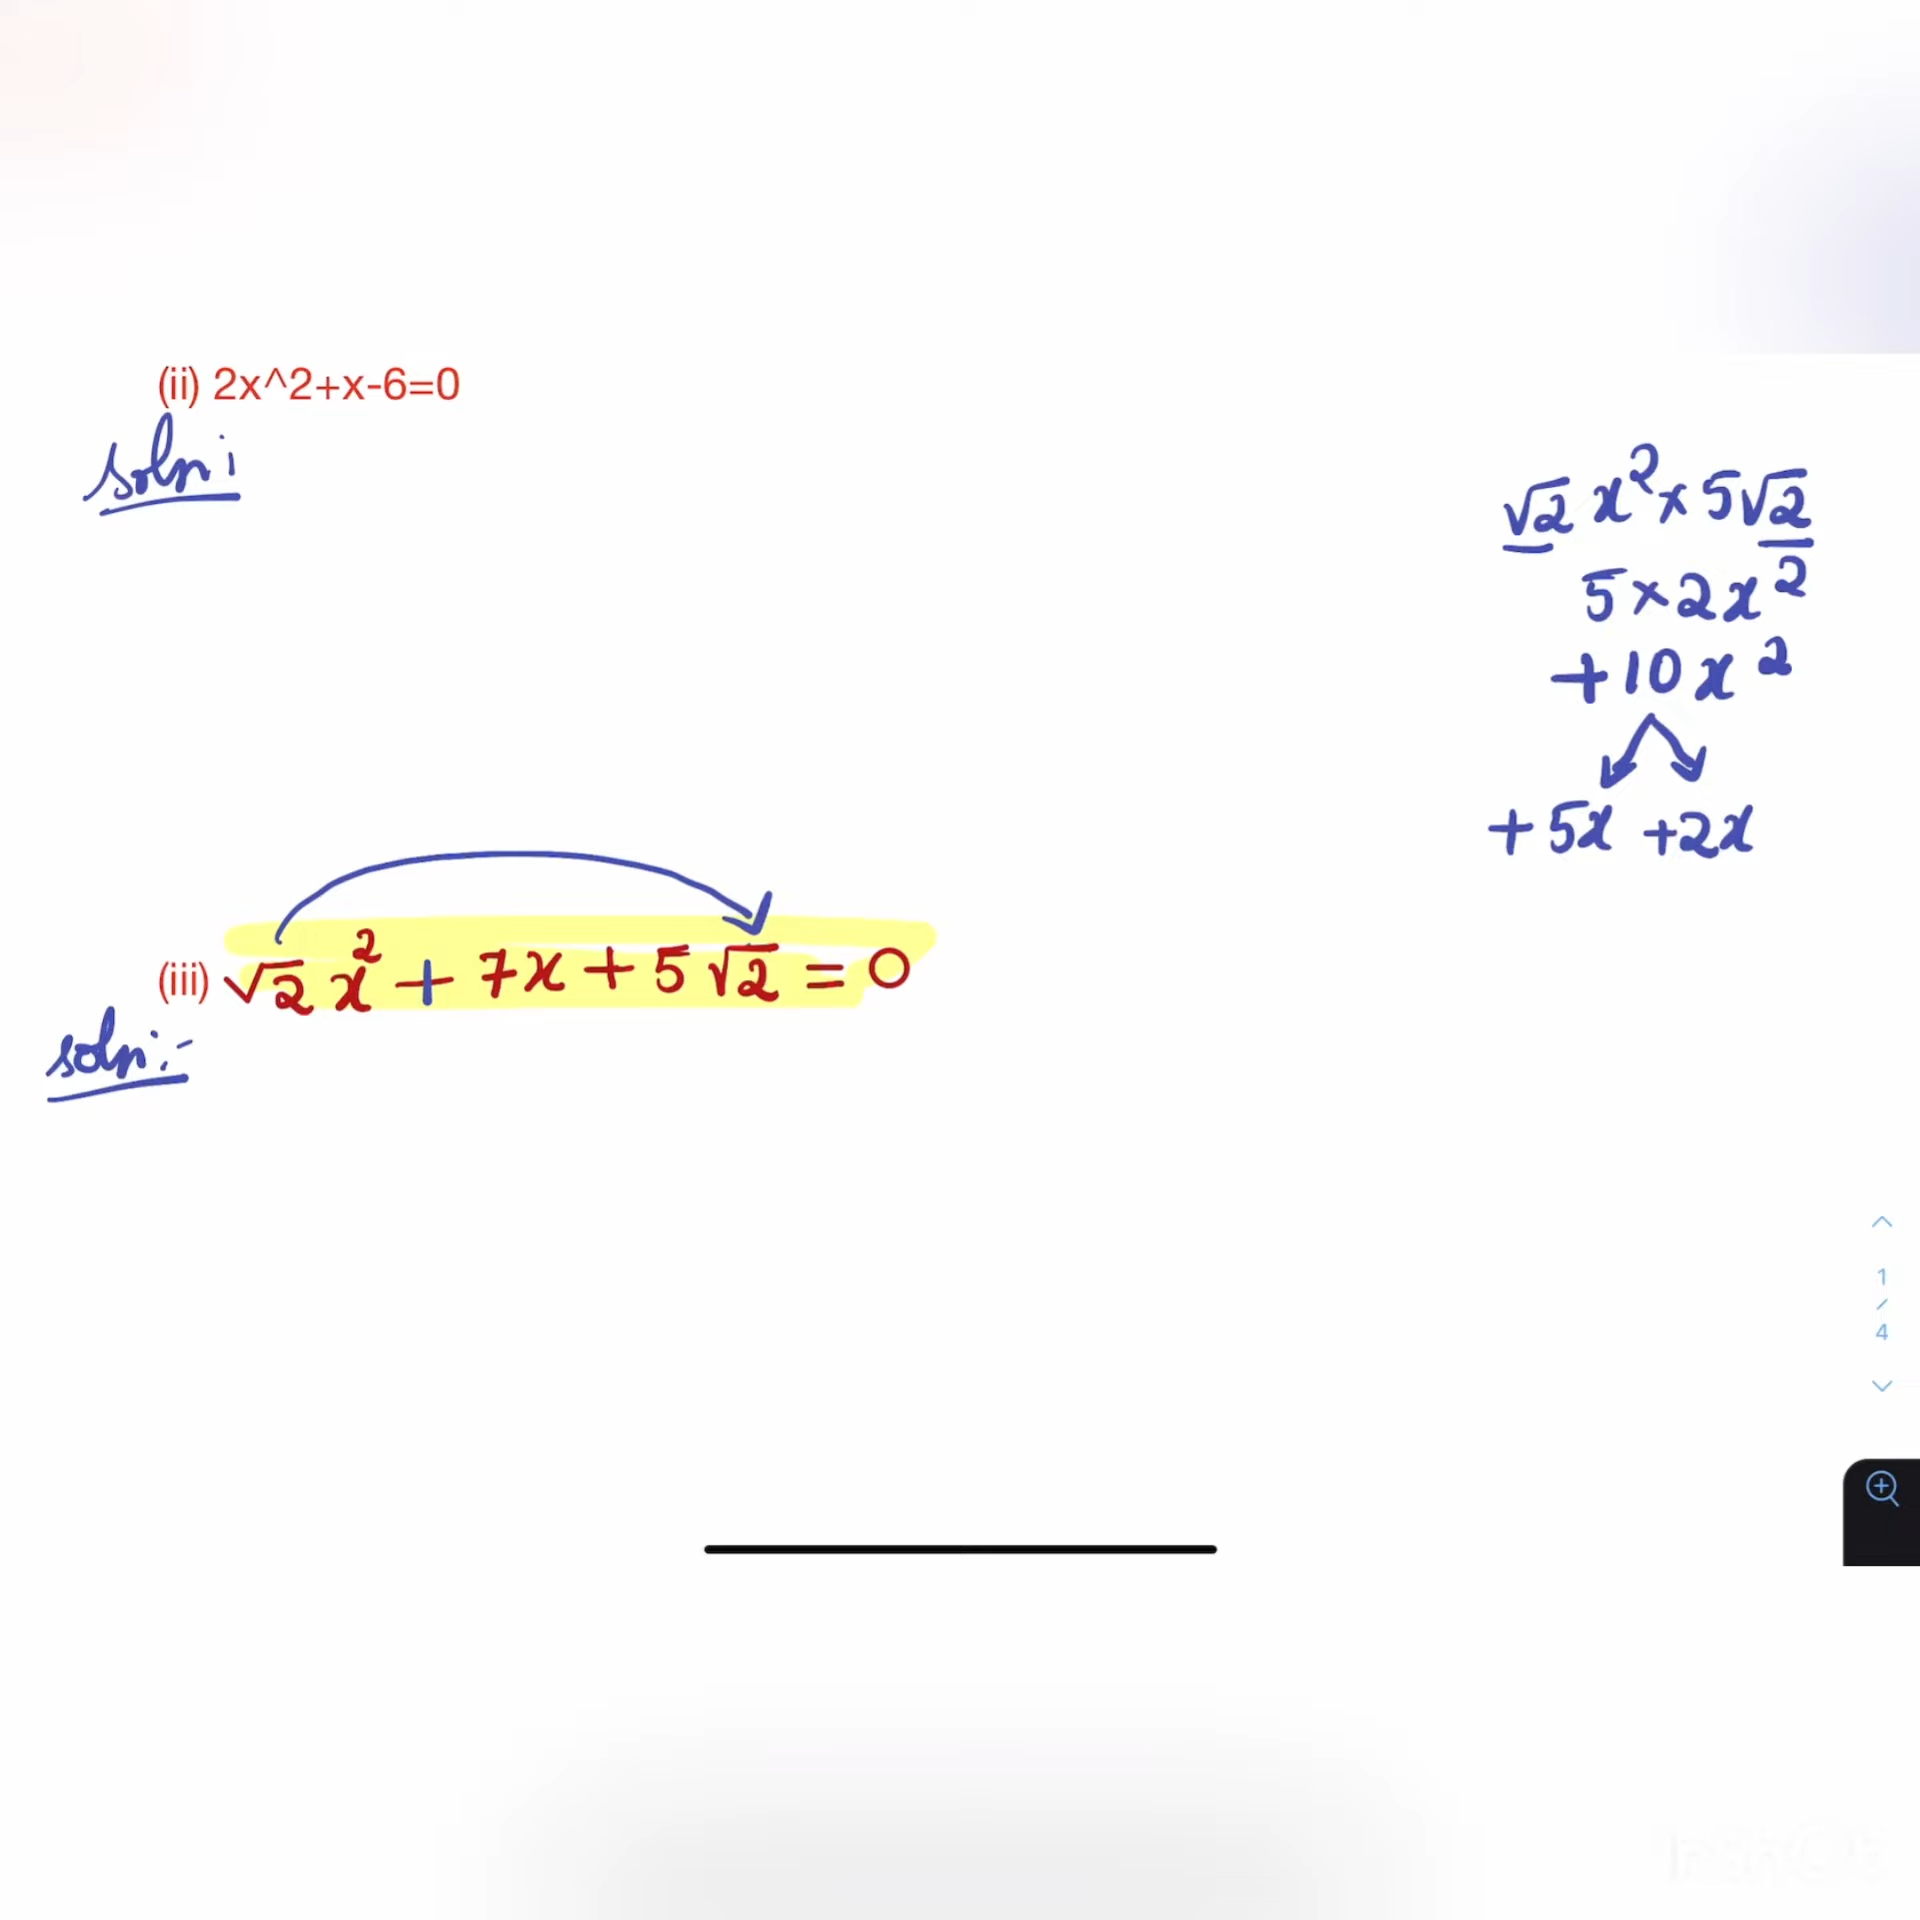 (ii) 2x^2+x-6=0
soln:
√2 x² × 5√2
5×2x²
+10x²
+5x +2x
(iii) √2 x² + 7x + 5√2 = 0
soln:-
1
/
4